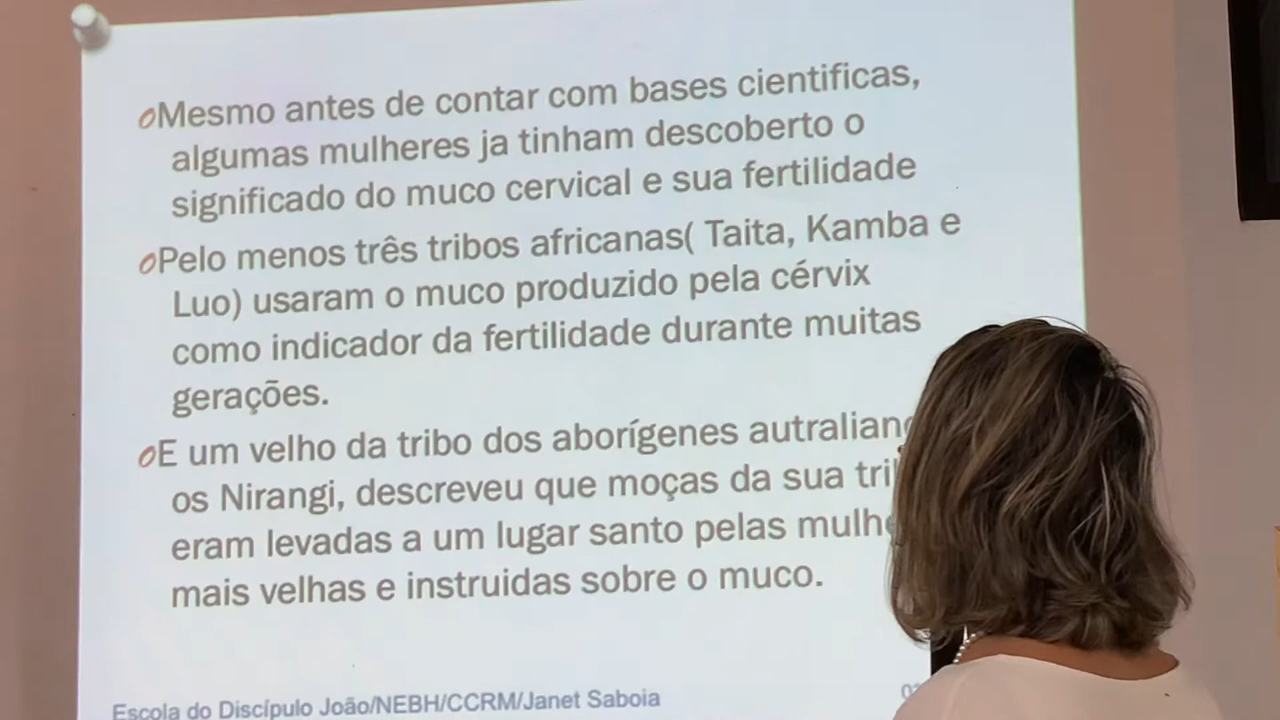 Mesmo antes de contar com bases cientificas,
algumas mulheres ja tinham descoberto o
significado do muco cervical e sua fertilidade
Pelo menos três tribos africanas( Taita, Kamba e
Luo) usaram o muco produzido pela cérvix
como indicador da fertilidade durante muitas
gerações.
E um velho da tribo dos aborígenes
os Nirangi, descreveu que moças da sua
eram levadas a um lugar santo pelas
mais velhas e instruidas sobre o muco.
Escola do Discípulo João/NEBH/CCRM/Janet Saboia